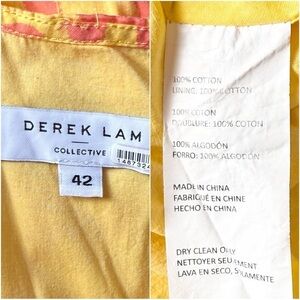 DEREK LAM
COLLECTIVE
42
100% COTTON
LINING: 100% COTTON
100% COTON
DOUBLURE: 100% COTON
100% ALGODÓN
FORRO: 100% ALGODÓN
MADE IN CHINA
FABRIQUÉ EN CHINE
HECHO EN CHINA
DRY CLEAN ONLY
NETTOYER SEULEMENT
LAVA EN SECO, SOLAMENTE